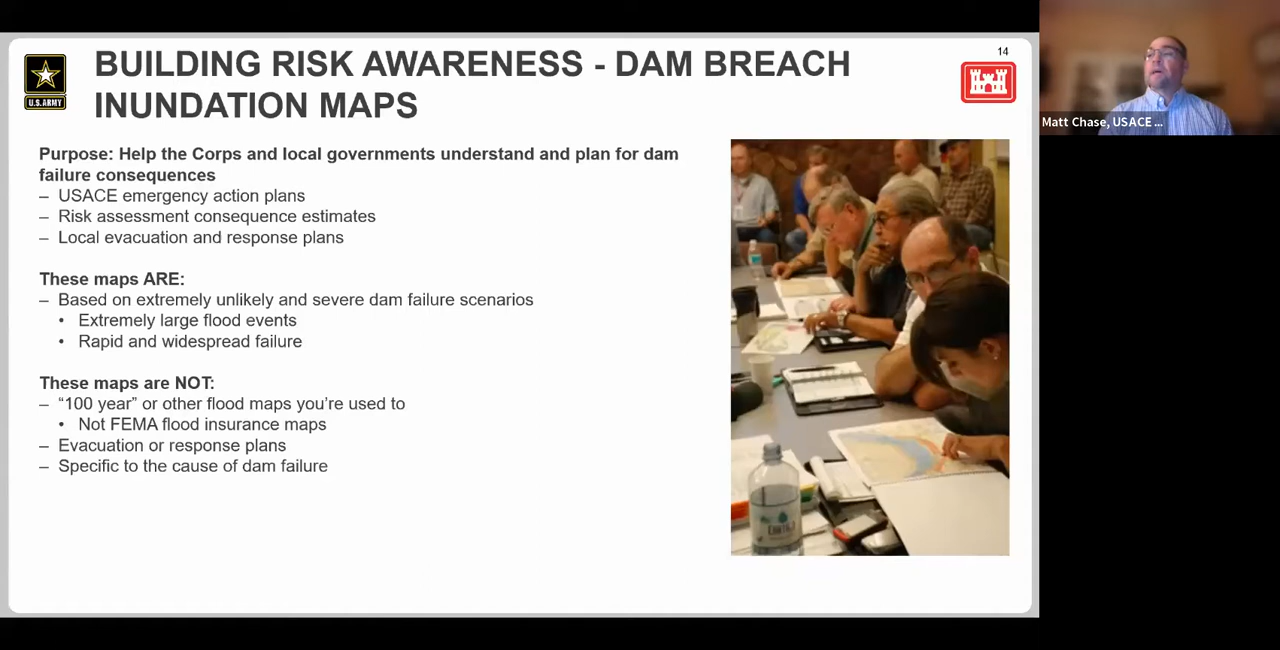 BUILDING RISK AWARENESS - DAM BREACH
INUNDATION MAPS
14
U.S.ARMY
Purpose: Help the Corps and local governments understand and plan for dam
failure consequences
– USACE emergency action plans
– Risk assessment consequence estimates
– Local evacuation and response plans
These maps ARE:
– Based on extremely unlikely and severe dam failure scenarios
• Extremely large flood events
• Rapid and widespread failure
These maps are NOT:
– “100 year” or other flood maps you’re used to
• Not FEMA flood insurance maps
– Evacuation or response plans
– Specific to the cause of dam failure
Matt Chase, USACE ...